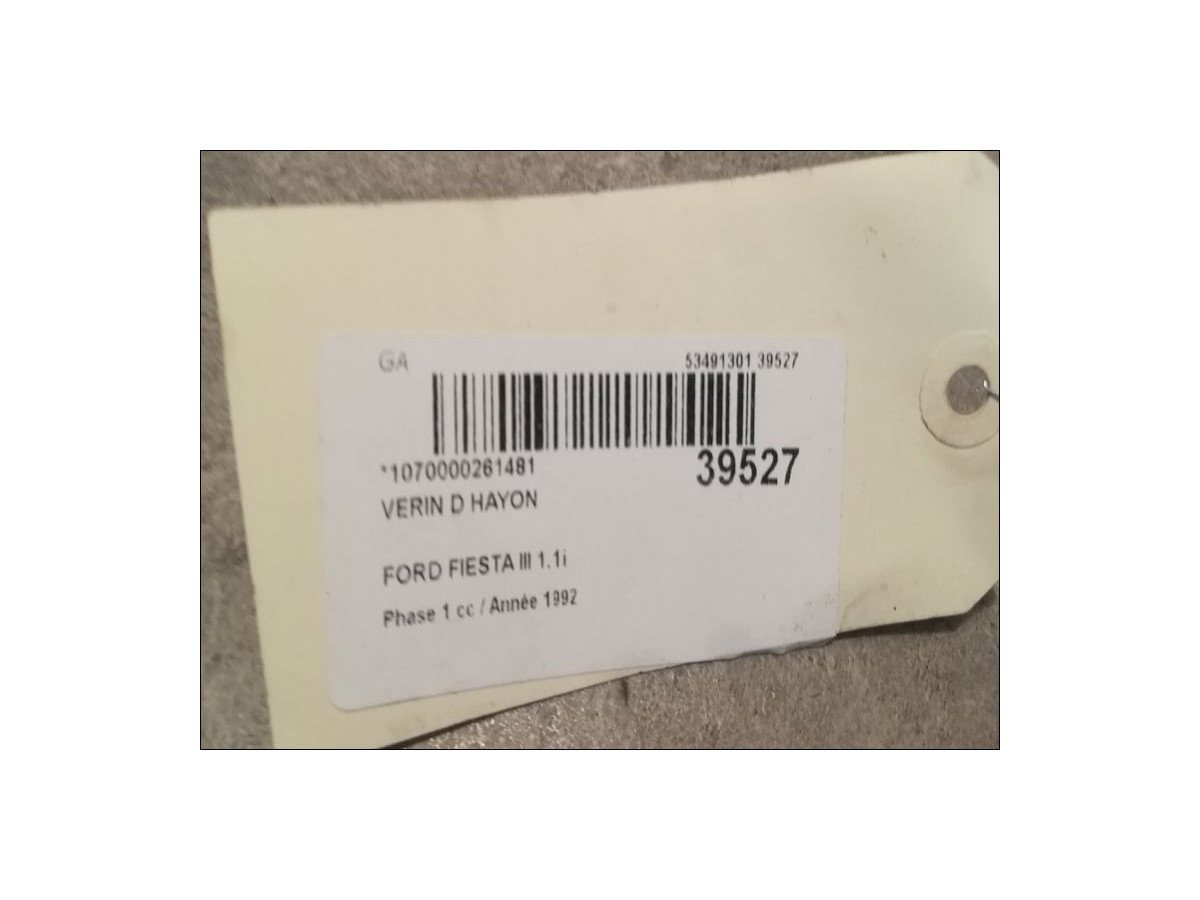 GA 53491301 39527
*1070000261481 39527
VERIN D HAYON
FORD FIESTA III 1.1i
Phase 1 cc / Année 1992